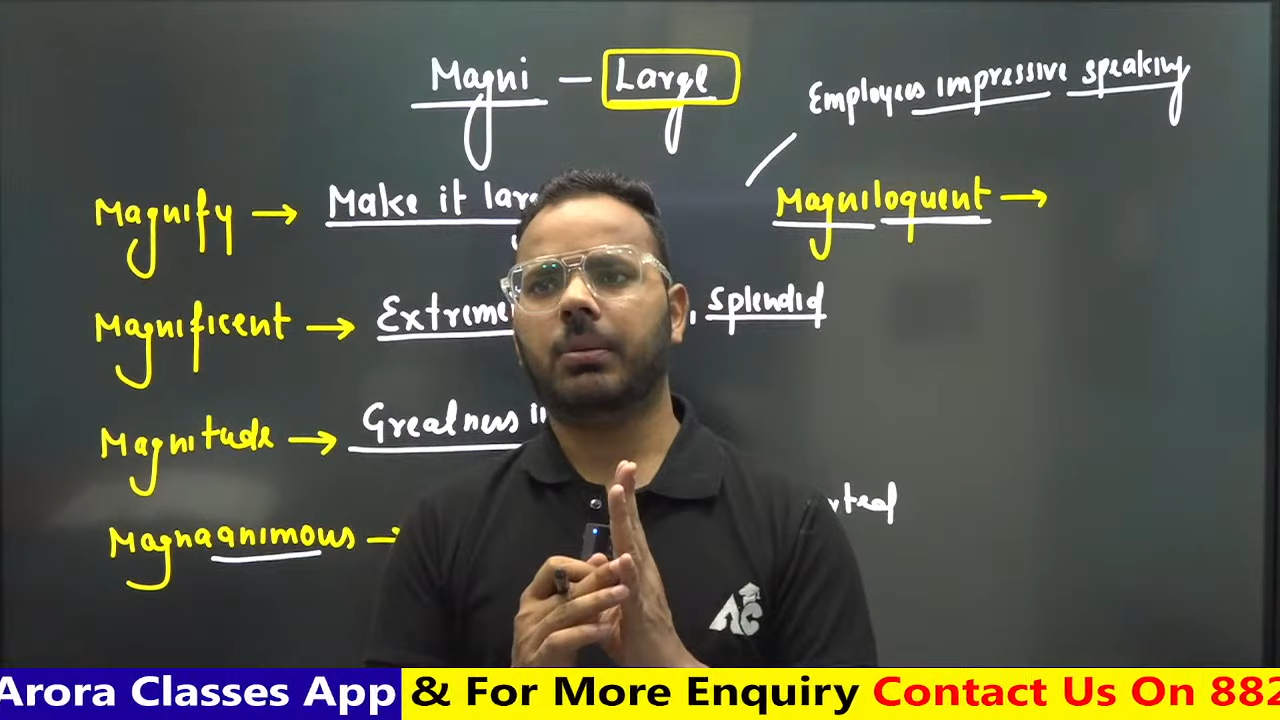 Magni – Large
Employees impressive speaking
Magnify → Make it lar
Magniloquent →
Magnificent → Extreme , splendid
Magnitude → Greatness i
Magnaanimous →
AC
Arora Classes App & For More Enquiry Contact Us On 882